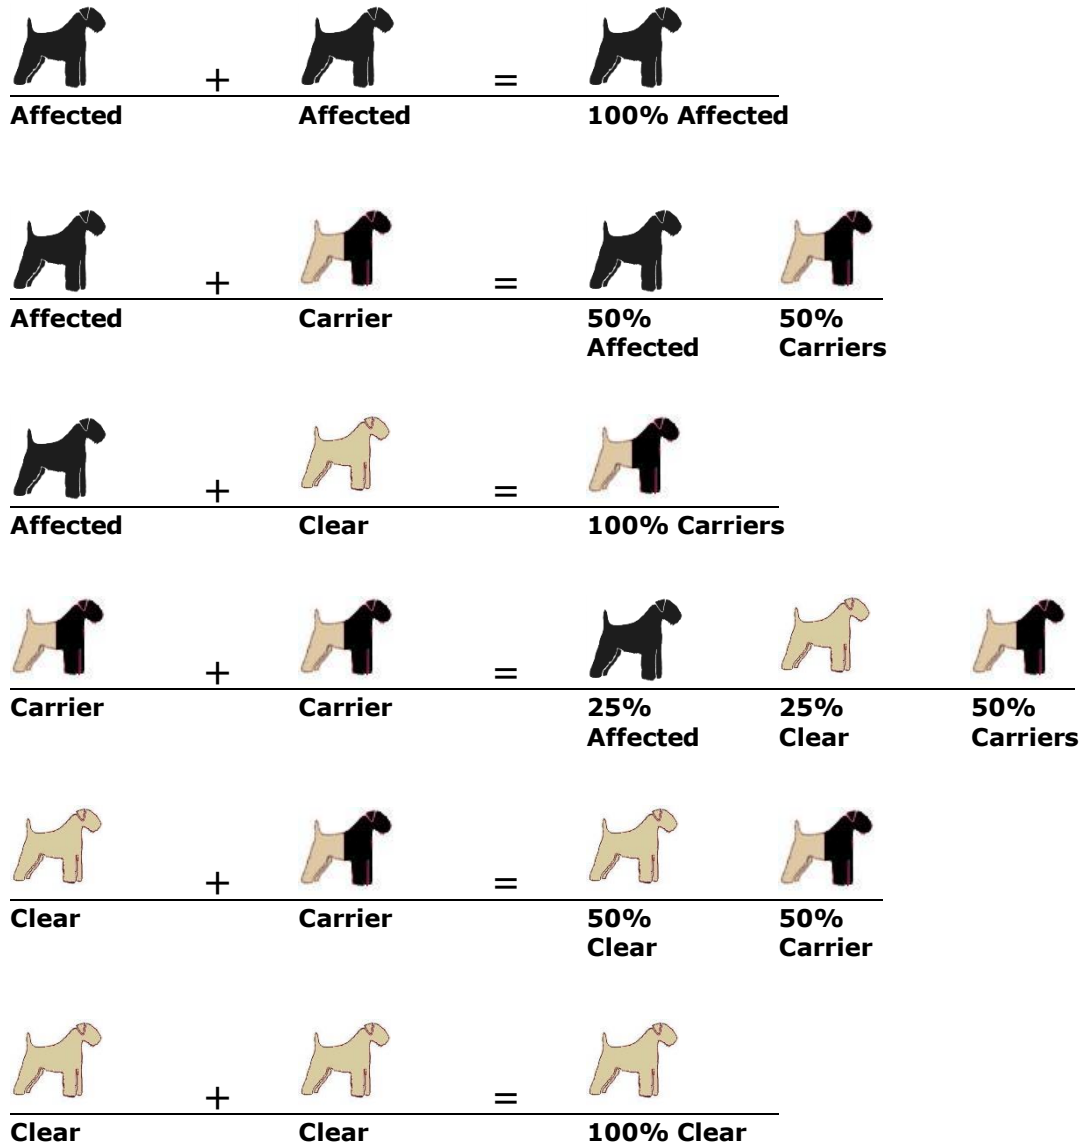 + =
Affected Affected 100% Affected
+ =
Affected Carrier 50% 50%
Affected Carriers
+ =
Affected Clear 100% Carriers
+ =
Carrier Carrier 25% 25% 50%
Affected Clear Carriers
+ =
Clear Carrier 50% 50%
Clear Carrier
+ =
Clear Clear 100% Clear